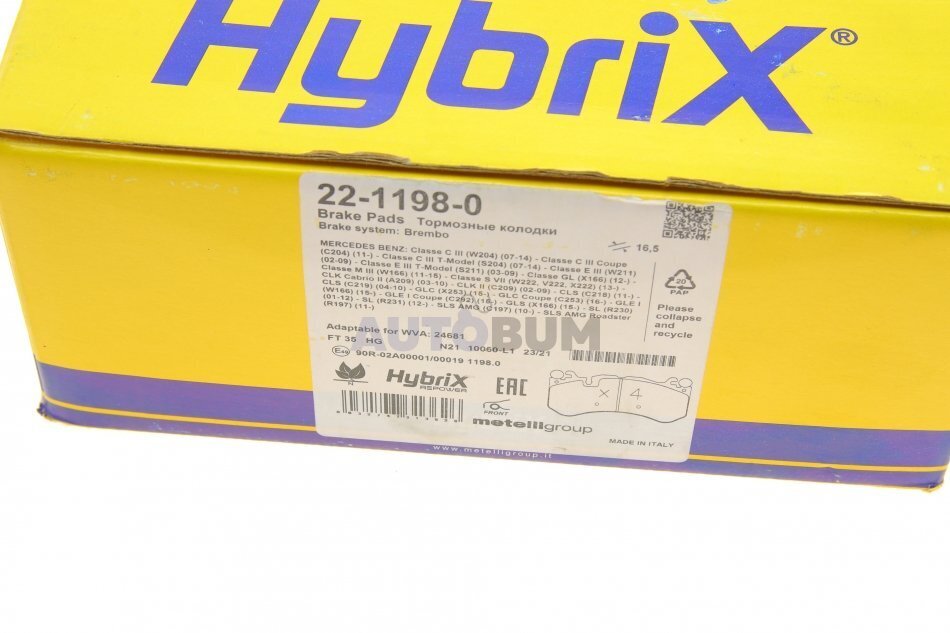 HybriX®
22-1198-0
Brake Pads Тормозные колодки
Brake system: Brembo
16,5
MERCEDES BENZ: Classe C III (W204) (07-14) - Classe C III Coupe
(C204) (11-) - Classe C III T-Model (S204) (07-14) - Classe E III (W211)
(02-09) - Classe E III T-Model (S211) (03-09) - Classe GL (X166) (12-) -
Classe M III (W166) (11-15) - Classe S VII (W222, V222, X222) (13-) -
CLK Cabrio II (A209) (03-10) - CLK II (C209) (02-09) - CLS (C218) (11-) -
CLS (C219) (04-10) - GLC (X253) (15-) - GLC Coupe (C253) (16-) - GLE I
(W166) (15-) - GLE I Coupe (C292) (15-) - GLS (X166) (15-) - SL (R230)
(01-12) - SL (R231) (12-) - SLS AMG (C197) (10-) - SLS AMG Roadster
(R197) (11-)
20
PAP
Please
collapse
and
recycle
AUTOBUM
Adaptable for WVA: 24681
FT 35 HG N21 10060-L1 23/21
E49 90R-02A00001/00019 1198.0
N
HybriX
REPOWER
EAC
FRONT
X 4
metelligroup
MADE IN ITALY
www.metelligroup.it